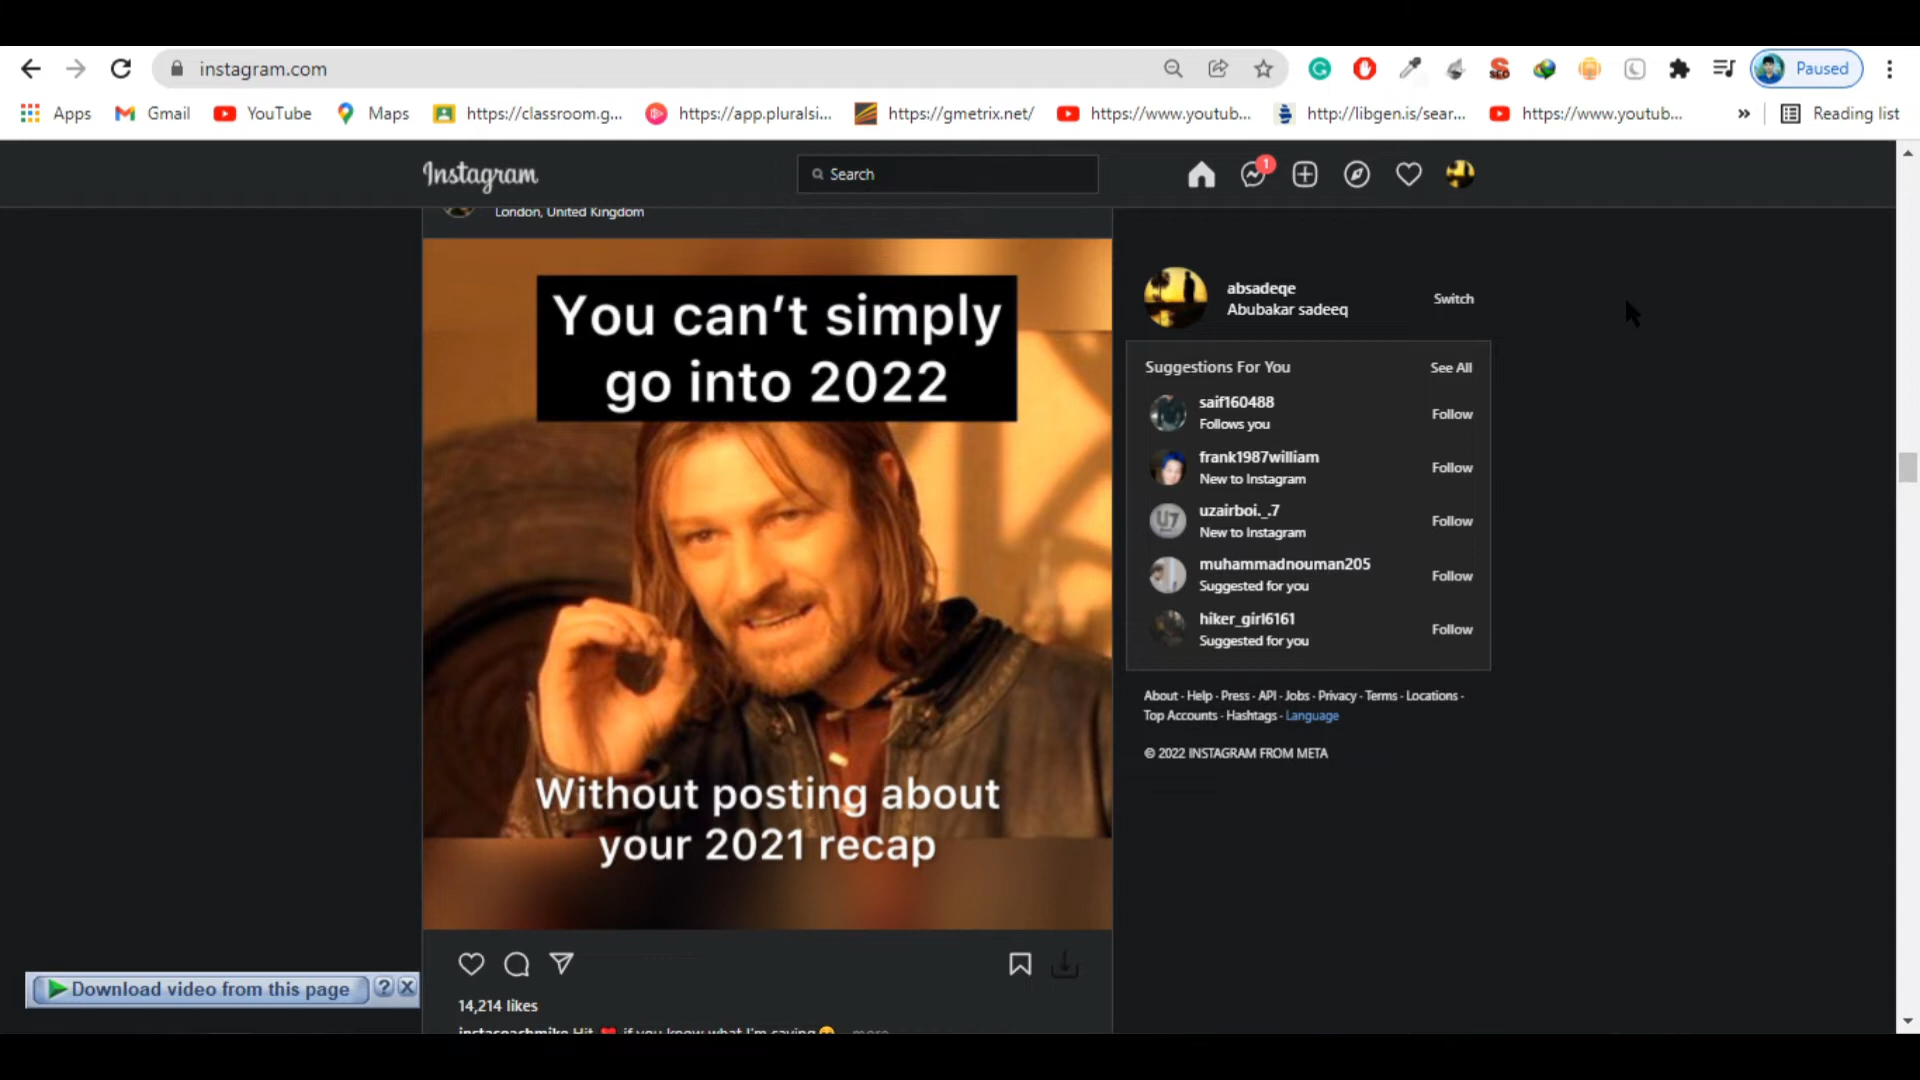 instagram.com
Paused
Apps
Gmail
YouTube
Maps
https://classroom.g...
https://app.pluralsi...
https://gmetrix.net/
https://www.youtub...
http://libgen.is/sear...
https://www.youtub...
»
Reading list
Instagram
Search
1
London, United Kingdom
You can't simply
go into 2022
Without posting about
your 2021 recap
absadeqe
Abubakar sadeeq
Switch
Suggestions For You
See All
saif160488
Follows you
Follow
frank1987william
New to Instagram
Follow
uzairboi._.7
New to Instagram
Follow
muhammadnouman205
Suggested for you
Follow
hiker_girl6161
Suggested for you
Follow
About · Help · Press · API · Jobs · Privacy · Terms · Locations ·
Top Accounts · Hashtags · Language
© 2022 INSTAGRAM FROM META
Download video from this page
?
14,214 likes
instacoachmike Hit ❤️ if you know what I'm saying 😁... more